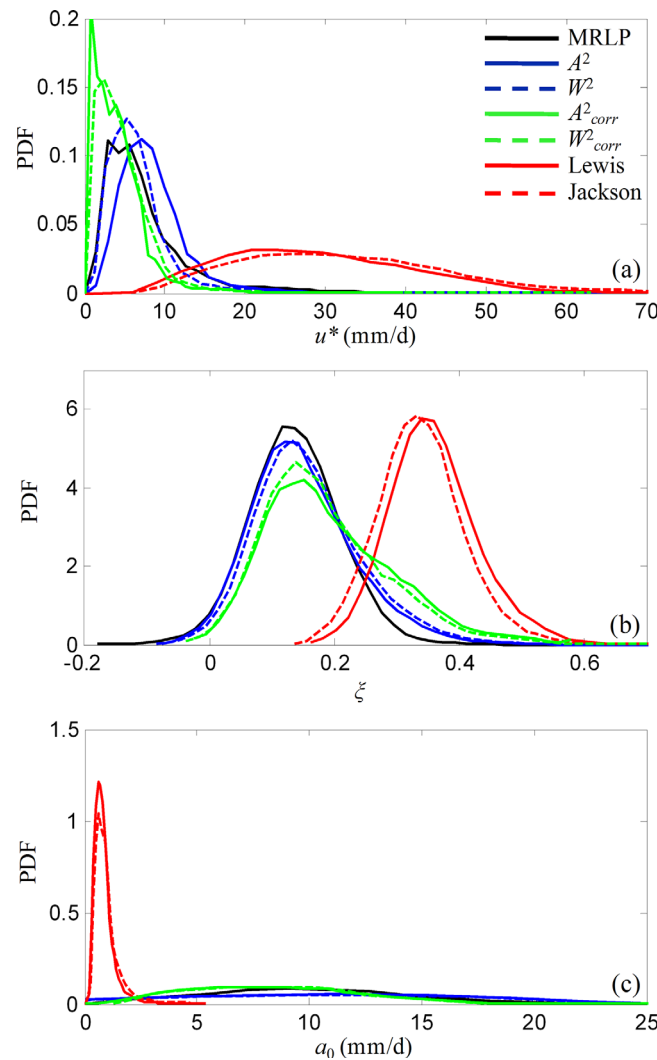 0.2
0.15
0.1
0.05
0
PDF
MRLP
A²
W²
A²corr
W²corr
Lewis
Jackson
(a)
0 10 20 30 40 50 60 70
u* (mm/d)
6
4
2
0
PDF
(b)
-0.2 0 0.2 0.4 0.6
ξ
1.5
1
0.5
0
PDF
(c)
0 5 10 15 20 25
a₀ (mm/d)